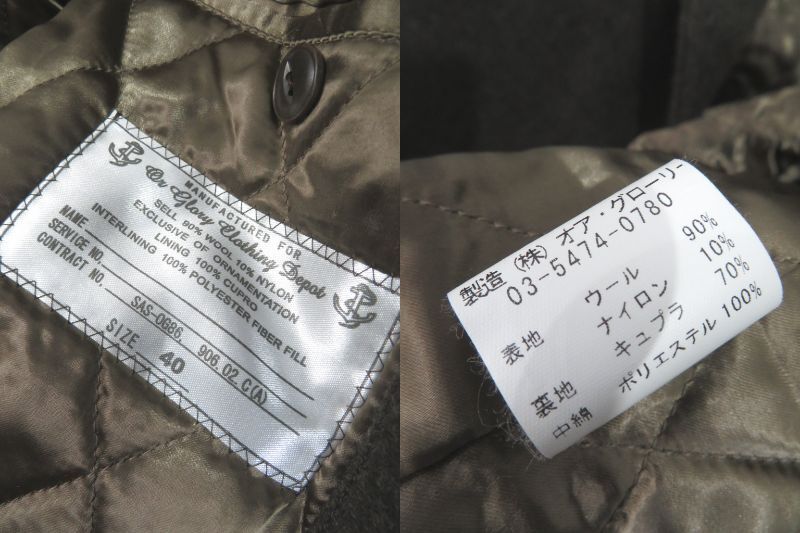 MANUFACTURED FOR
Or Glory Clothing Depot
SELL 90% WOOL 10% NYLON
EXCLUSIVE OF ORNAMENTATION
LINING 100% CUFRO
INTERLINING 100% POLYESTER FIBER FILL
NAME
SERVICE NO.
CONTRACT NO. SAS-0686. 906.02.C(A)
SIZE 40
製造 (株) オア・グローリー
03-5474-0780
表地 ウール 90%
ナイロン 10%
裏地 キュプラ 70%
中綿 ポリエステル 100%